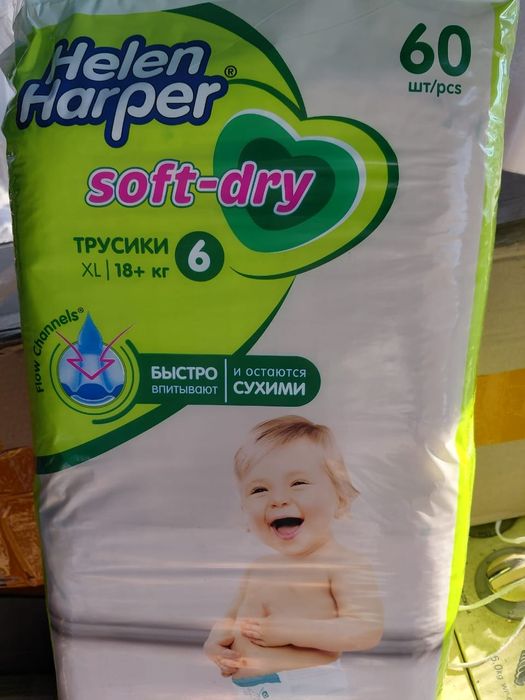 Helen
Harper®
60
шт/pcs
soft-dry
ТРУСИКИ 6
XL | 18+ кг
Flow Channels®
БЫСТРО
ВПИТЫВАЮТ
И ОСТАЮТСЯ
СУХИМИ